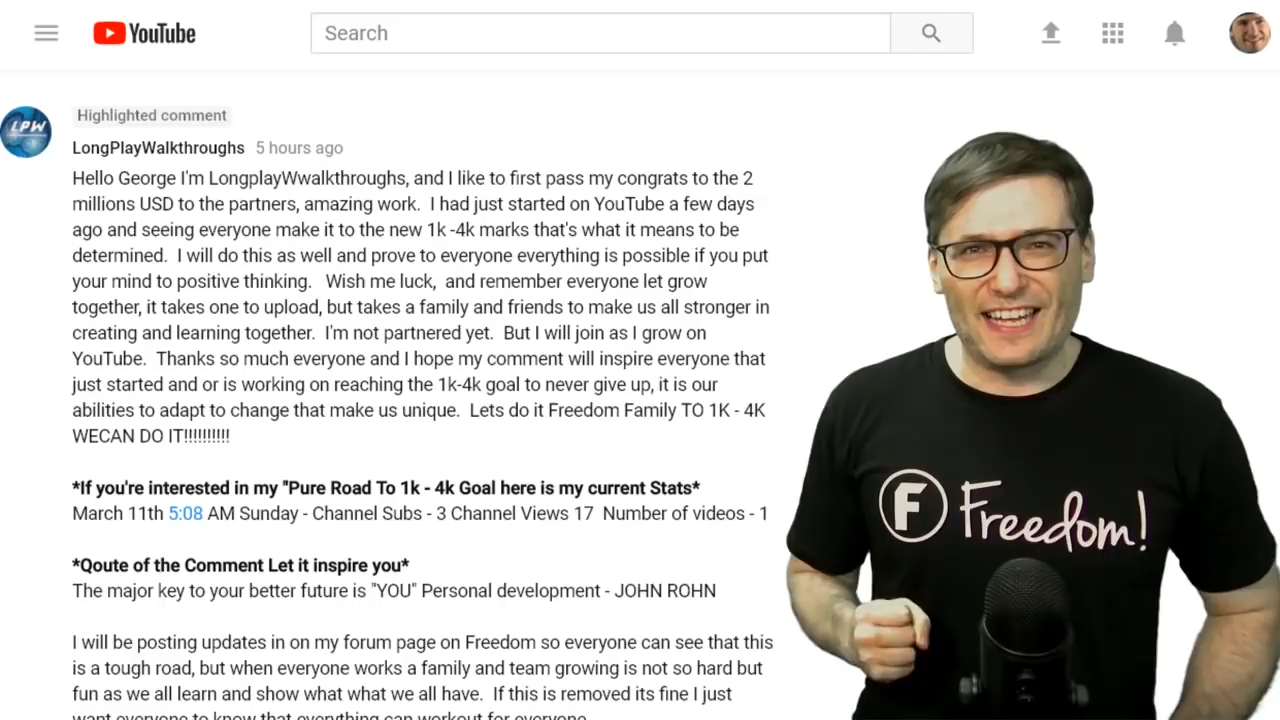 YouTube
Search
Highlighted comment
LPW
LongPlayWalkthroughs 5 hours ago
Hello George I'm LongplayWwalkthroughs, and I like to first pass my congrats to the 2
millions USD to the partners, amazing work. I had just started on YouTube a few days
ago and seeing everyone make it to the new 1k -4k marks that's what it means to be
determined. I will do this as well and prove to everyone everything is possible if you put
your mind to positive thinking. Wish me luck, and remember everyone let grow
together, it takes one to upload, but takes a family and friends to make us all stronger in
creating and learning together. I'm not partnered yet. But I will join as I grow on
YouTube. Thanks so much everyone and I hope my comment will inspire everyone that
just started and or is working on reaching the 1k-4k goal to never give up, it is our
abilities to adapt to change that make us unique. Lets do it Freedom Family TO 1K - 4K
WECAN DO IT!!!!!!!!!!
*If you're interested in my "Pure Road To 1k - 4k Goal here is my current Stats*
March 11th 5:08 AM Sunday - Channel Subs - 3 Channel Views 17 Number of videos - 1
*Qoute of the Comment Let it inspire you*
The major key to your better future is "YOU" Personal development - JOHN ROHN
I will be posting updates in on my forum page on Freedom so everyone can see that this
is a tough road, but when everyone works a family and team growing is not so hard but
fun as we all learn and show what what we all have. If this is removed its fine I just
want everyone to know that everything can workout for everyone
F Freedom!